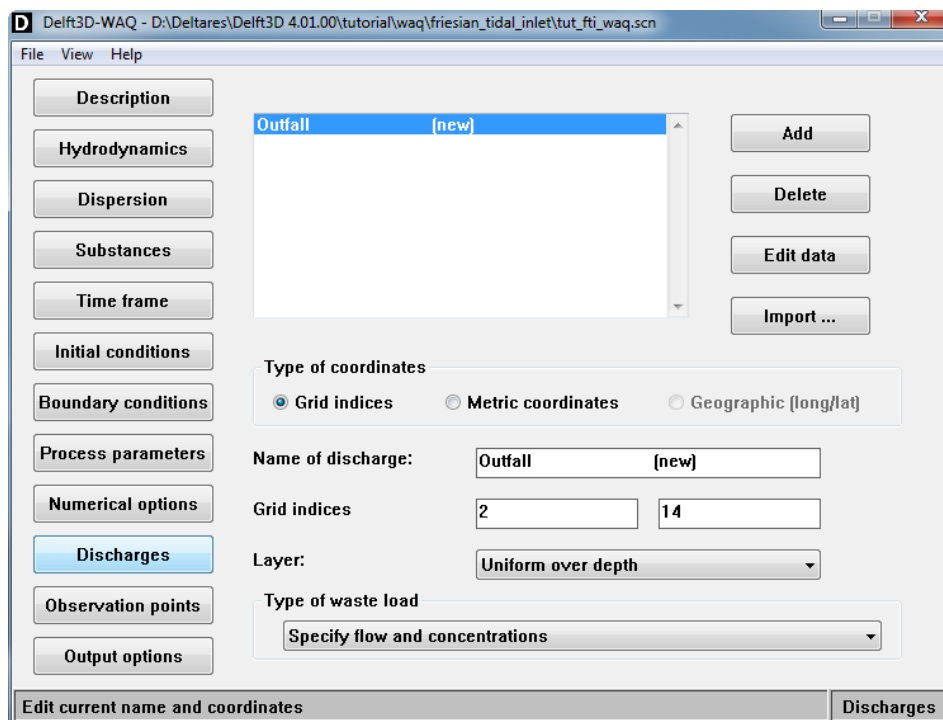 D Delft3D-WAQ - D:\Deltares\Delft3D 4.01.00\tutorial\waq\friesian_tidal_inlet\tut_fti_waq.scn
File View Help
Description
Hydrodynamics
Dispersion
Substances
Time frame
Initial conditions
Boundary conditions
Process parameters
Numerical options
Discharges
Observation points
Output options
Outfall (new)
Add
Delete
Edit data
Import ...
Type of coordinates
Grid indices Metric coordinates Geographic (long/lat)
Name of discharge: Outfall (new)
Grid indices 2 14
Layer: Uniform over depth
Type of waste load
Specify flow and concentrations
Edit current name and coordinates Discharges